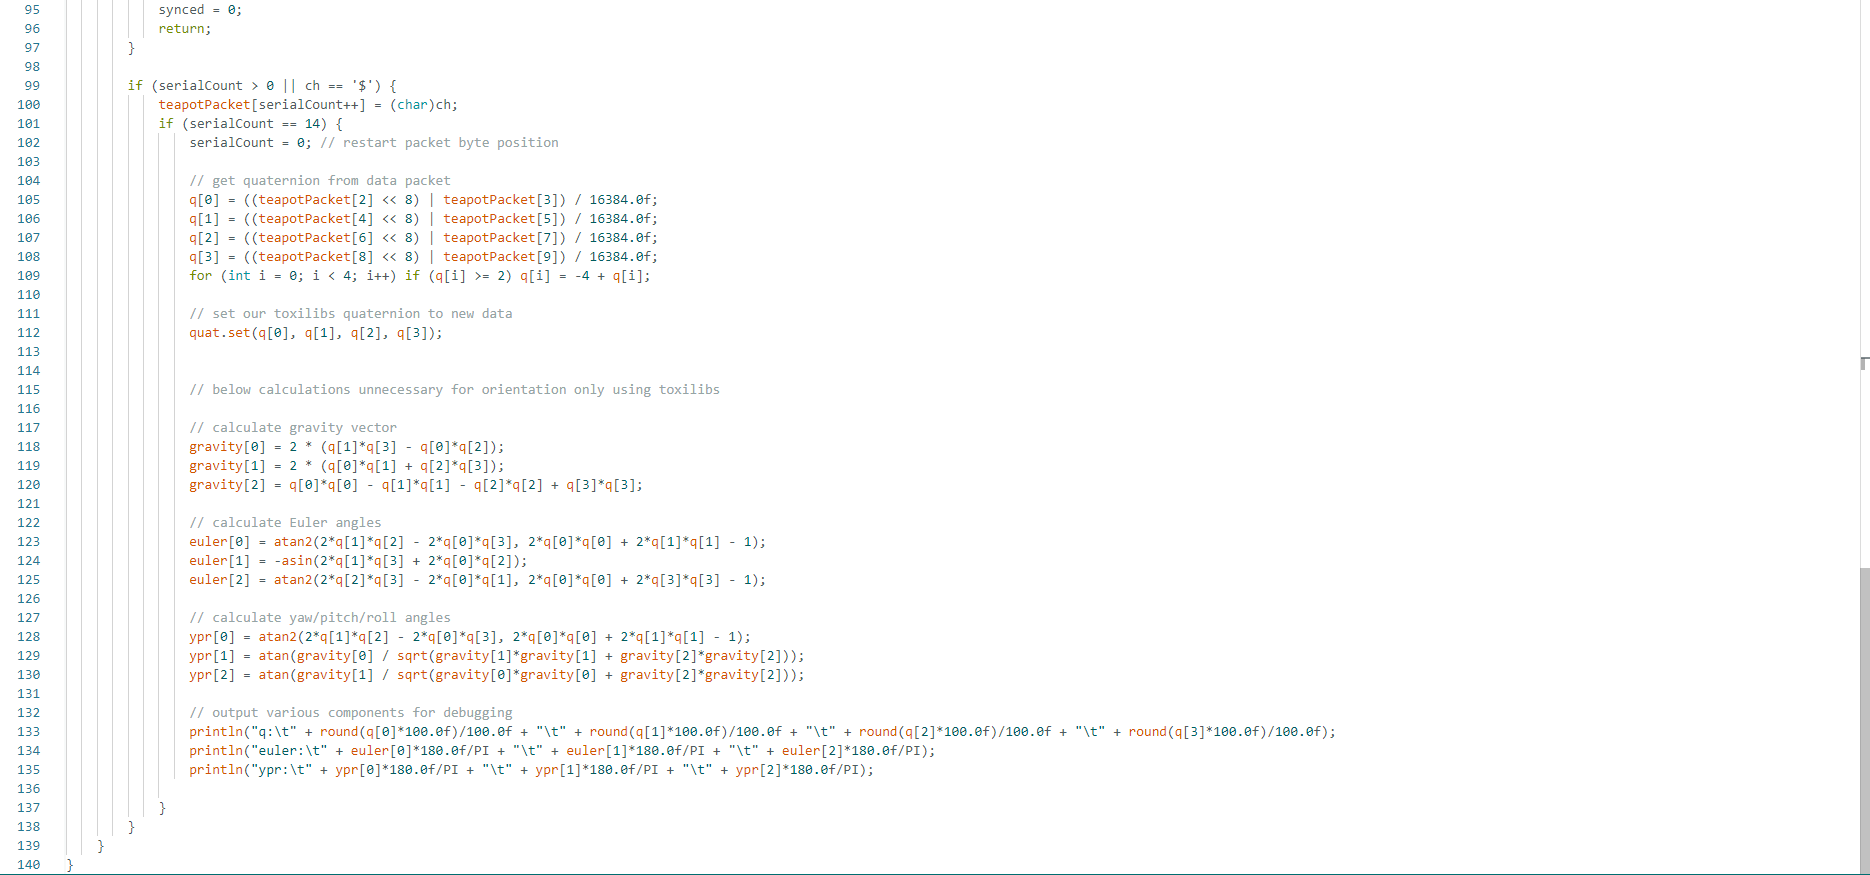 95 synced = 0;
96 return;
97 }
98
99 if (serialCount > 0 || ch == '$') {
100 teapotPacket[serialCount++] = (char)ch;
101 if (serialCount == 14) {
102 serialCount = 0; // restart packet byte position
103
104 // get quaternion from data packet
105 q[0] = ((teapotPacket[2] << 8) | teapotPacket[3]) / 16384.0f;
106 q[1] = ((teapotPacket[4] << 8) | teapotPacket[5]) / 16384.0f;
107 q[2] = ((teapotPacket[6] << 8) | teapotPacket[7]) / 16384.0f;
108 q[3] = ((teapotPacket[8] << 8) | teapotPacket[9]) / 16384.0f;
109 for (int i = 0; i < 4; i++) if (q[i] >= 2) q[i] = -4 + q[i];
110
111 // set our toxilibs quaternion to new data
112 quat.set(q[0], q[1], q[2], q[3]);
113
114
115 // below calculations unnecessary for orientation only using toxilibs
116
117 // calculate gravity vector
118 gravity[0] = 2 * (q[1]*q[3] - q[0]*q[2]);
119 gravity[1] = 2 * (q[0]*q[1] + q[2]*q[3]);
120 gravity[2] = q[0]*q[0] - q[1]*q[1] - q[2]*q[2] + q[3]*q[3];
121
122 // calculate Euler angles
123 euler[0] = atan2(2*q[1]*q[2] - 2*q[0]*q[3], 2*q[0]*q[0] + 2*q[1]*q[1] - 1);
124 euler[1] = -asin(2*q[1]*q[3] + 2*q[0]*q[2]);
125 euler[2] = atan2(2*q[2]*q[3] - 2*q[0]*q[1], 2*q[0]*q[0] + 2*q[3]*q[3] - 1);
126
127 // calculate yaw/pitch/roll angles
128 ypr[0] = atan2(2*q[1]*q[2] - 2*q[0]*q[3], 2*q[0]*q[0] + 2*q[1]*q[1] - 1);
129 ypr[1] = atan(gravity[0] / sqrt(gravity[1]*gravity[1] + gravity[2]*gravity[2]));
130 ypr[2] = atan(gravity[1] / sqrt(gravity[0]*gravity[0] + gravity[2]*gravity[2]));
131
132 // output various components for debugging
133 println("q:\t" + round(q[0]*100.0f)/100.0f + "\t" + round(q[1]*100.0f)/100.0f + "\t" + round(q[2]*100.0f)/100.0f + "\t" + round(q[3]*100.0f)/100.0f);
134 println("euler:\t" + euler[0]*180.0f/PI + "\t" + euler[1]*180.0f/PI + "\t" + euler[2]*180.0f/PI);
135 println("ypr:\t" + ypr[0]*180.0f/PI + "\t" + ypr[1]*180.0f/PI + "\t" + ypr[2]*180.0f/PI);
136
137 }
138 }
139 }
140 }